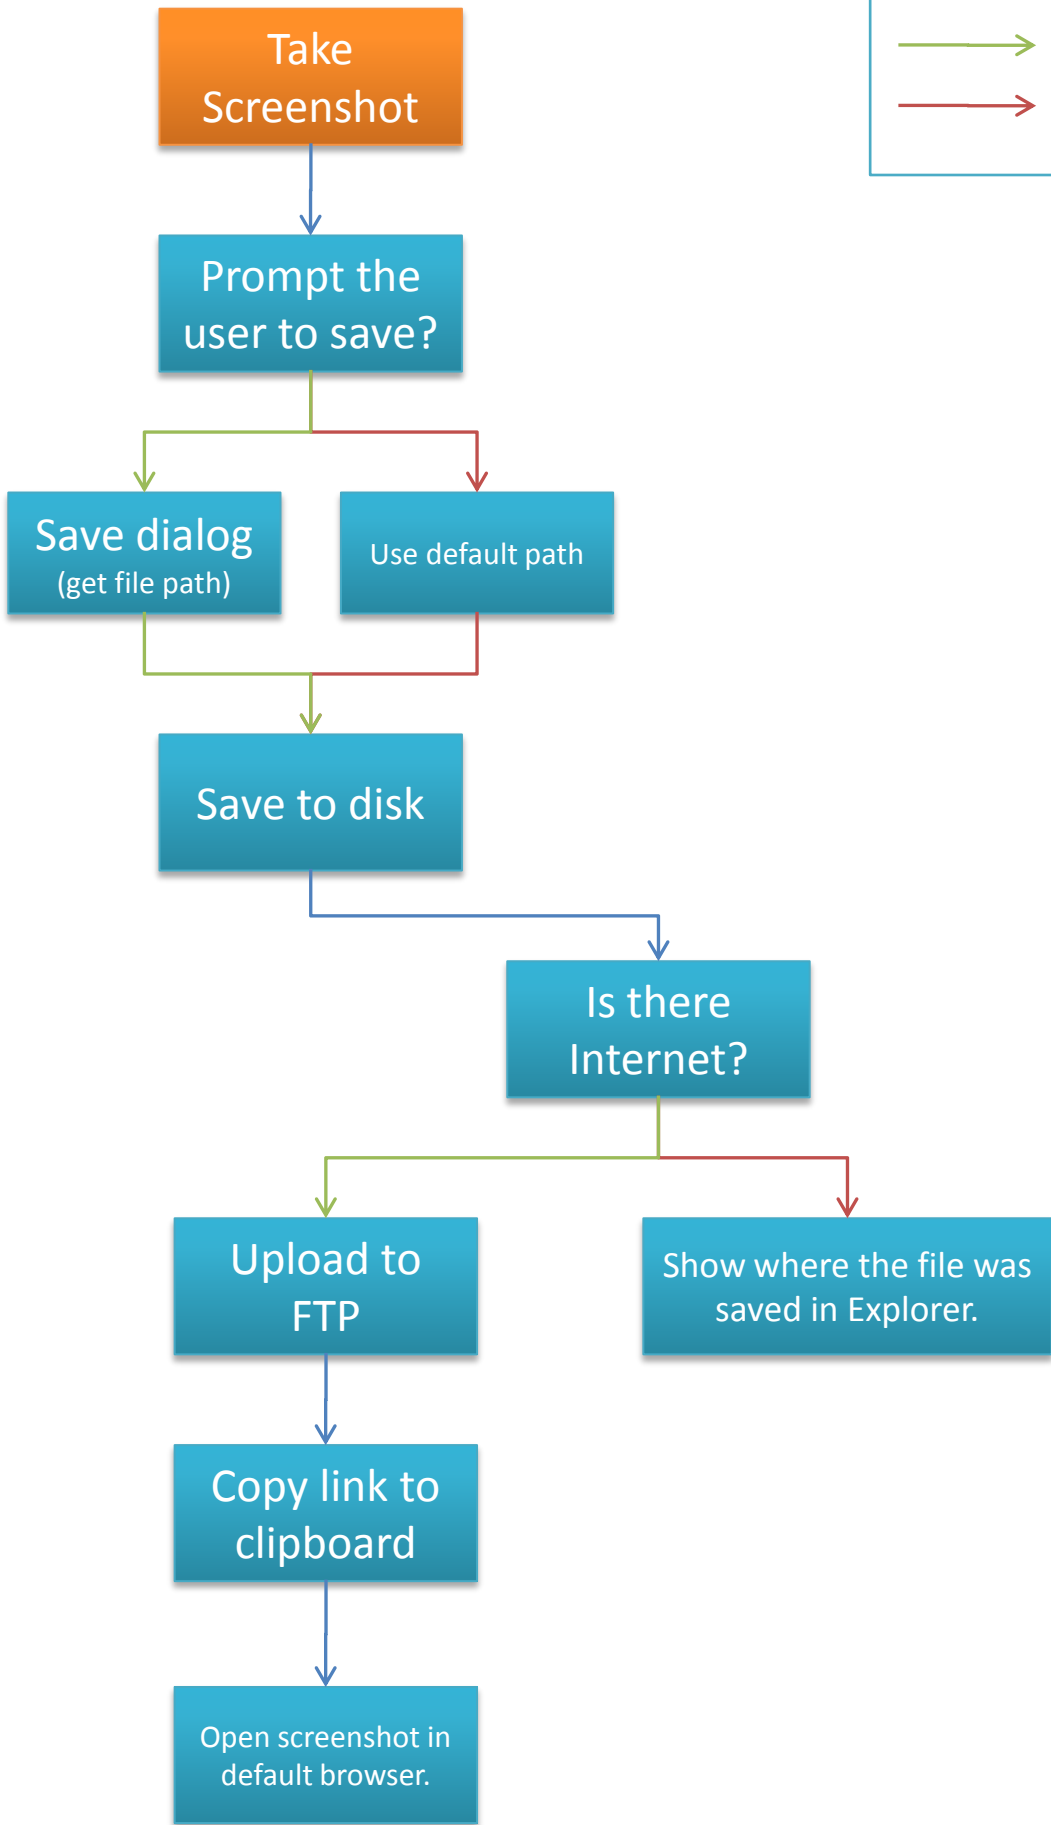 Take
Screenshot
Prompt the
user to save?
Save dialog
(get file path)
Use default path
Save to disk
Is there
Internet?
Upload to
FTP
Show where the file was
saved in Explorer.
Copy link to
clipboard
Open screenshot in
default browser.